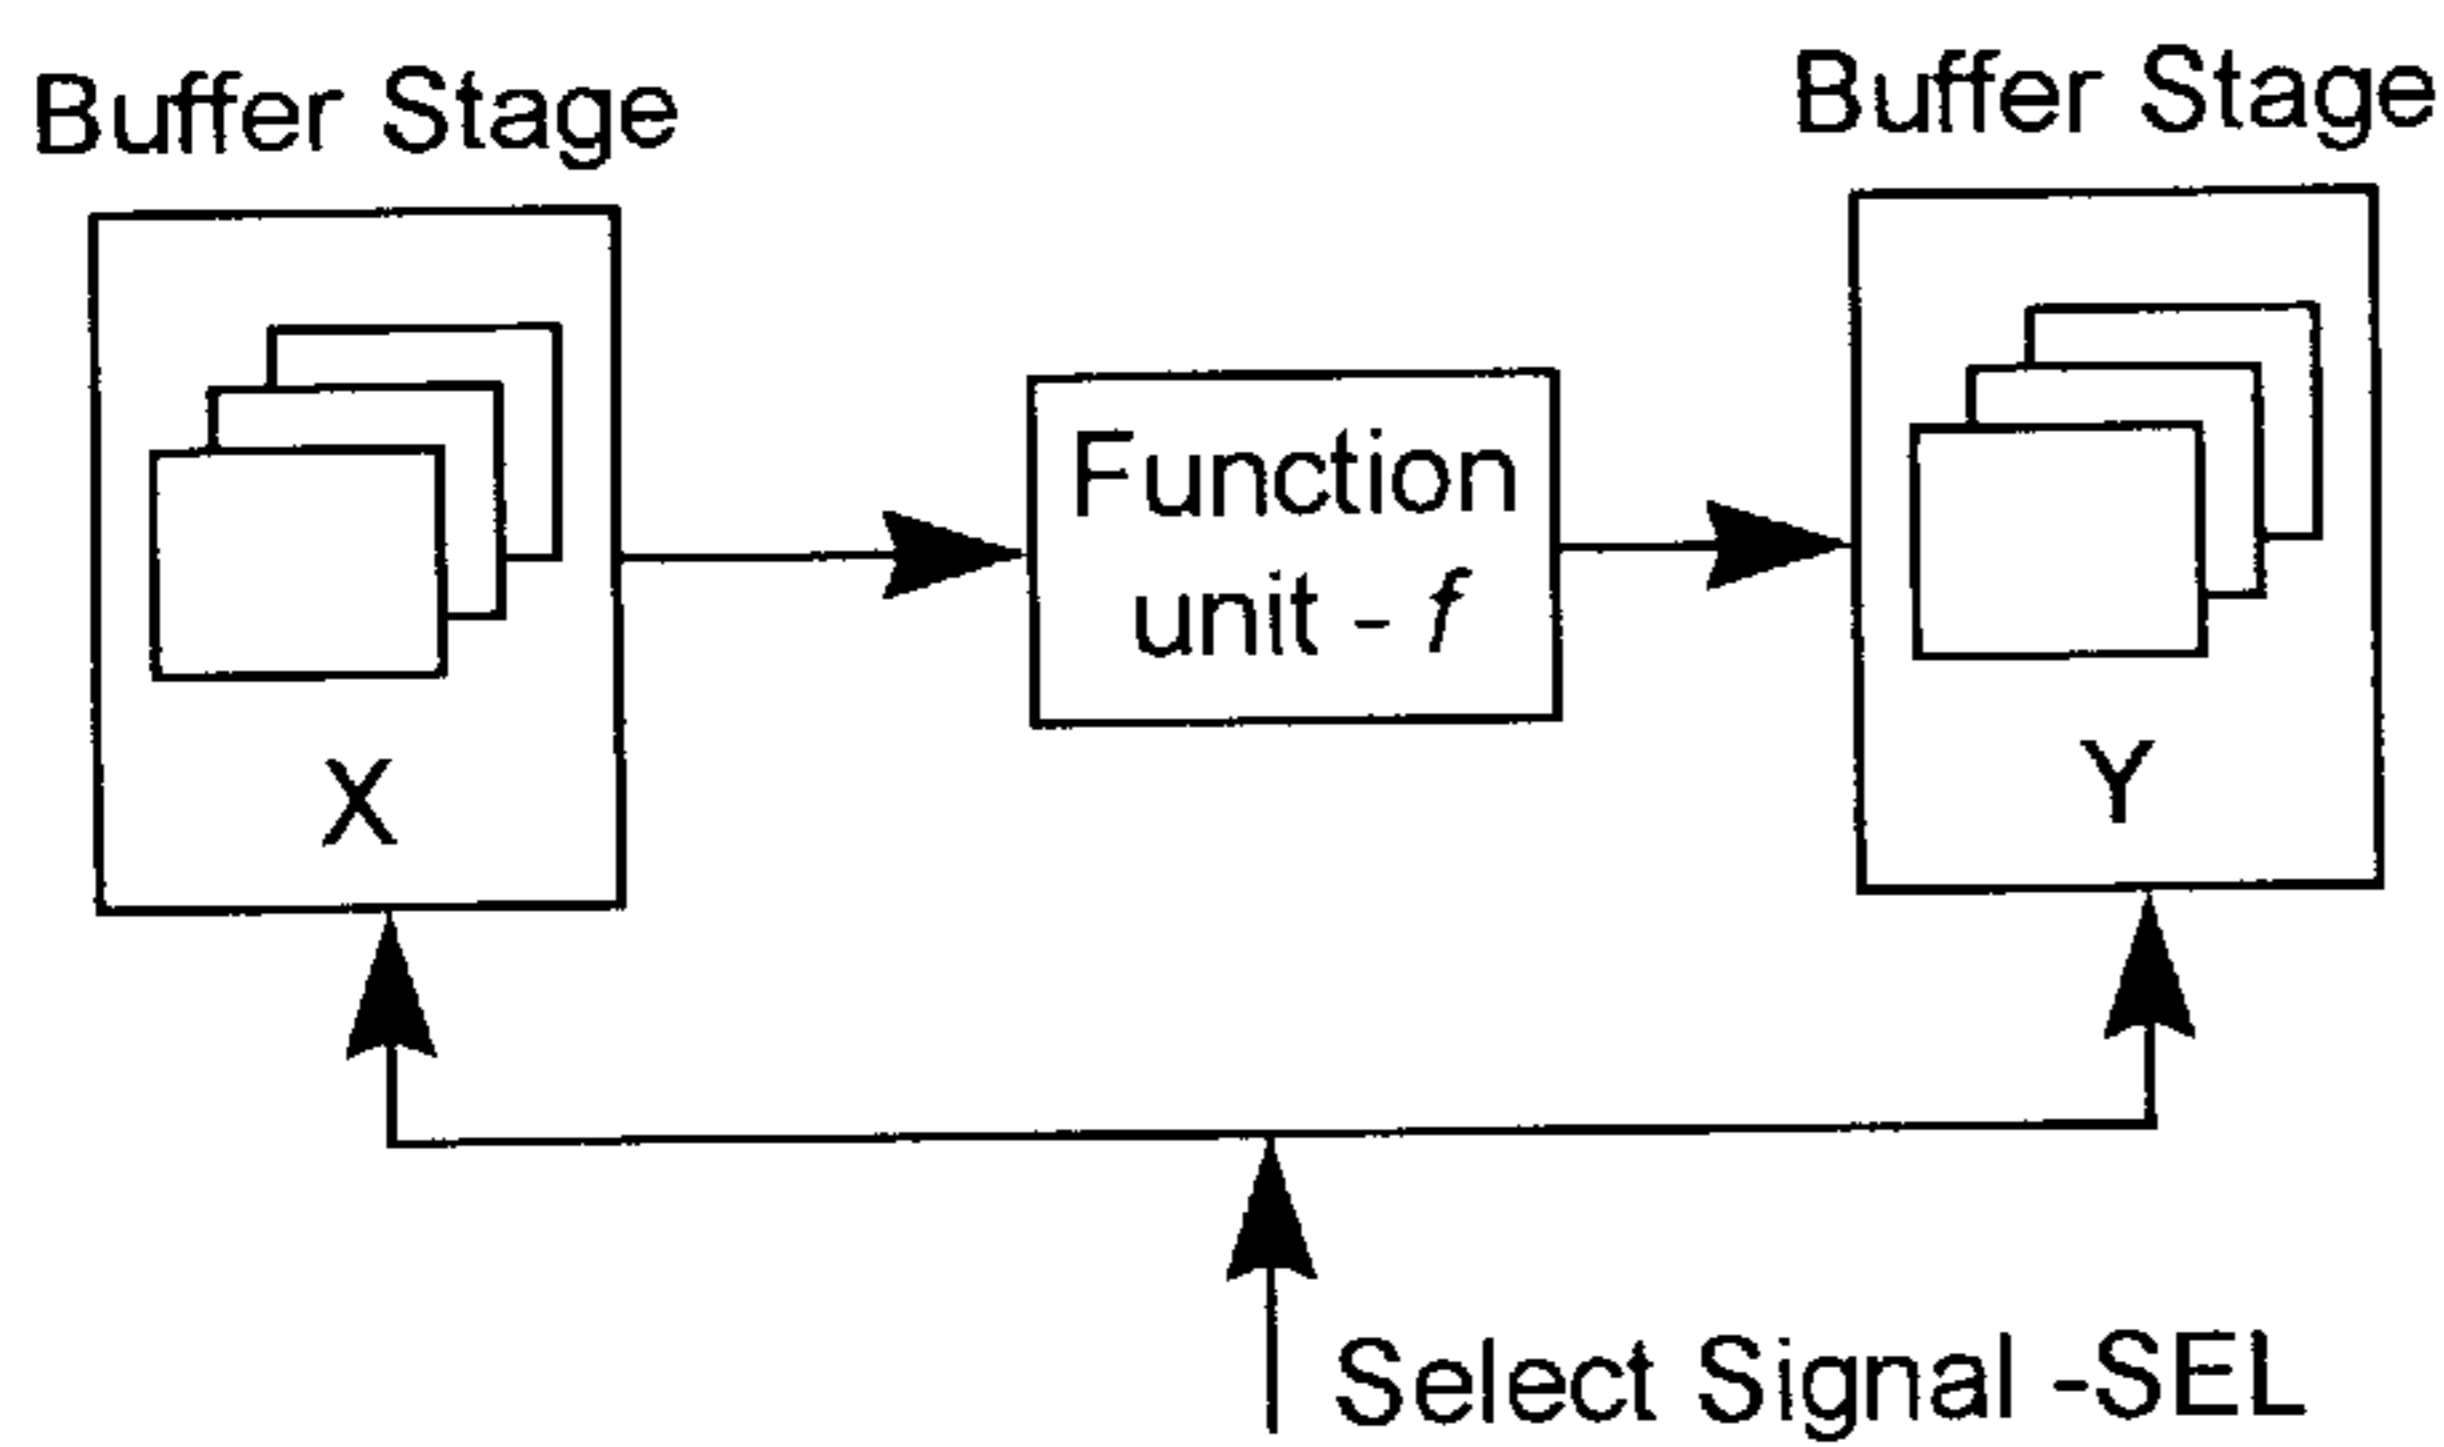 Buffer Stage
Buffer Stage
Function
unit - f
X
Y
Select Signal -SEL